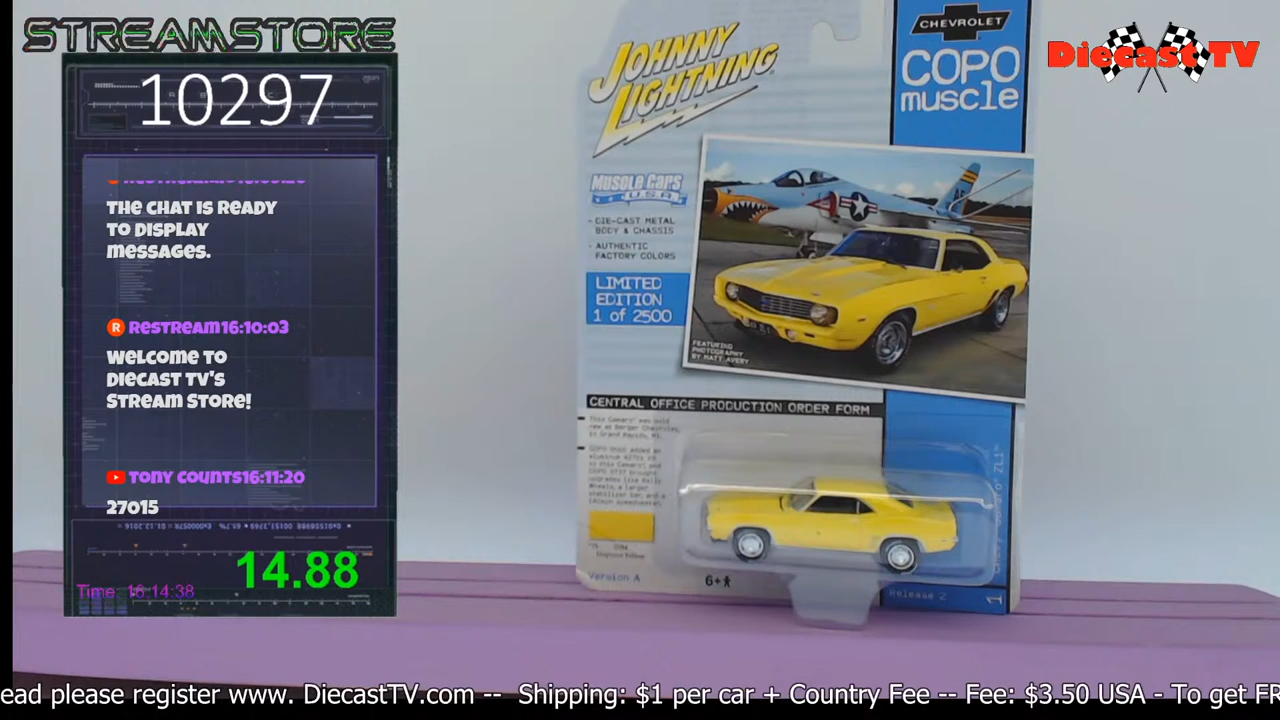 STREAMSTORE
10297
THE CHAT IS READY
TO DISPLAY
MESSAGES.
R RESTREAM16:10:03
WELCOME TO
DIECAST TV'S
STREAM STORE!
TONY COUNTS16:11:20
27015
14.88
Time: 16:14:38
Diecast TV
JOHNNY
LIGHTNING
CHEVROLET
COPO
muscle
MUSCLE CARS
U.S.A.
- DIE-CAST METAL
BODY & CHASSIS
- AUTHENTIC
FACTORY COLORS
LIMITED
EDITION
1 of 2500
FEATURING
PHOTOGRAPHY
BY MATT AVERY
CENTRAL OFFICE PRODUCTION ORDER FORM
Version A
6+
Release 2
1
ead please register www. DiecastTV.com -- Shipping: $1 per car + Country Fee -- Fee: $3.50 USA - To get FR